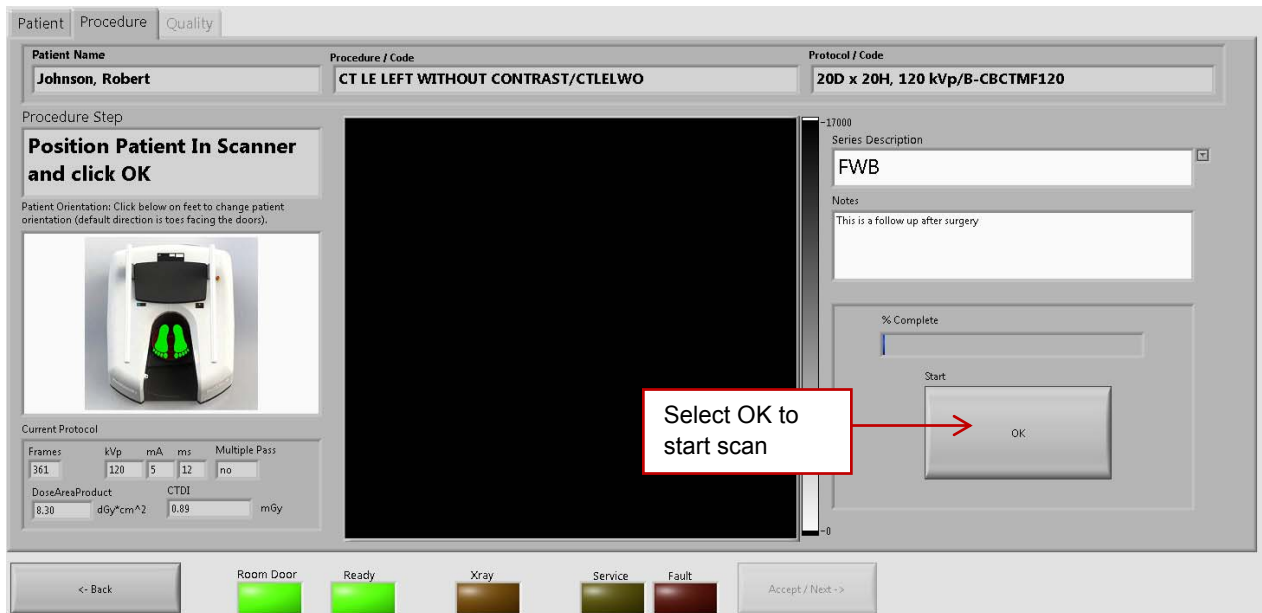 Patient Procedure Quality
Patient Name
Johnson, Robert
Procedure / Code
CT LE LEFT WITHOUT CONTRAST/CTLELWO
Protocol / Code
20D x 20H, 120 kVp/B-CBCTMF120
Procedure Step
Position Patient In Scanner
and click OK
Patient Orientation: Click below on feet to change patient
orientation (default direction is toes facing the doors).
Current Protocol
Frames kVp mA ms Multiple Pass
361 120 5 12 no
DoseAreaProduct CTDI
8.30 dGy*cm^2 0.89 mGy
-17000
-0
Series Description
FWB
Notes
This is a follow up after surgery
% Complete
Start
OK
Select OK to
start scan
<- Back
Room Door Ready Xray Service Fault
Accept / Next ->